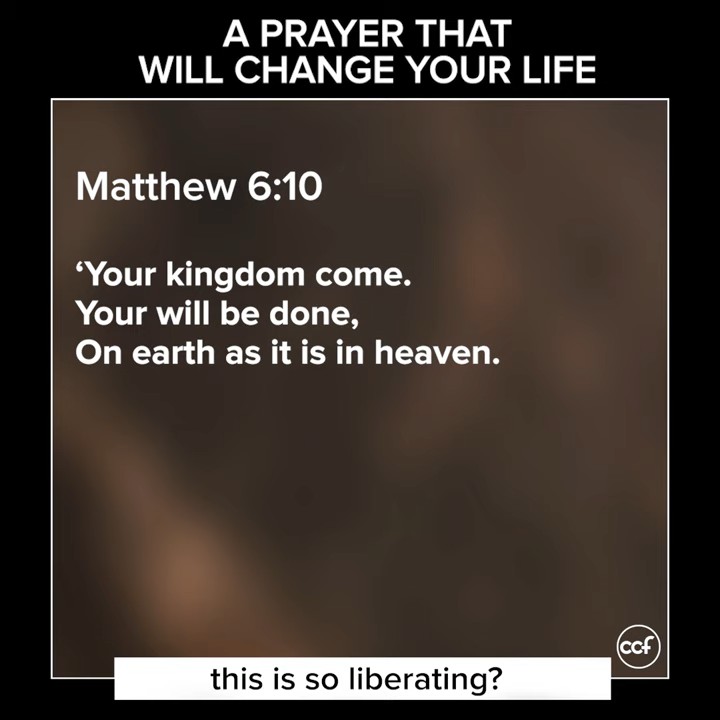 A PRAYER THAT
WILL CHANGE YOUR LIFE
Matthew 6:10
‘Your kingdom come.
Your will be done,
On earth as it is in heaven.
ccf
this is so liberating?